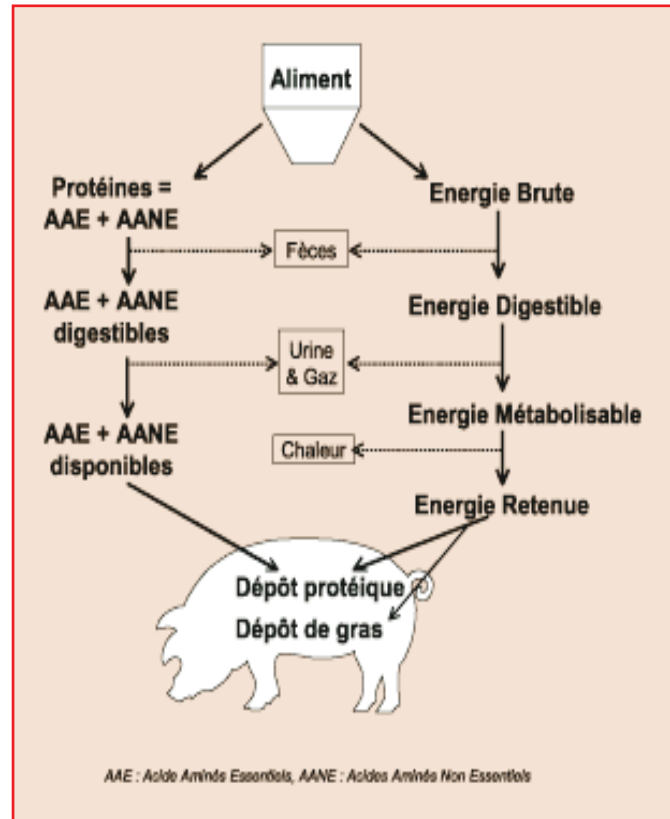 Aliment
Protéines =
AAE + AANE
Energie Brute
Fèces
AAE + AANE
digestibles
Energie Digestible
Urine
& Gaz
AAE + AANE
disponibles
Energie Métabolisable
Chaleur
Energie Retenue
Dépôt protéique
Dépôt de gras
AAE : Acide Aminés Essentiels, AANE : Acides Aminés Non Essentiels